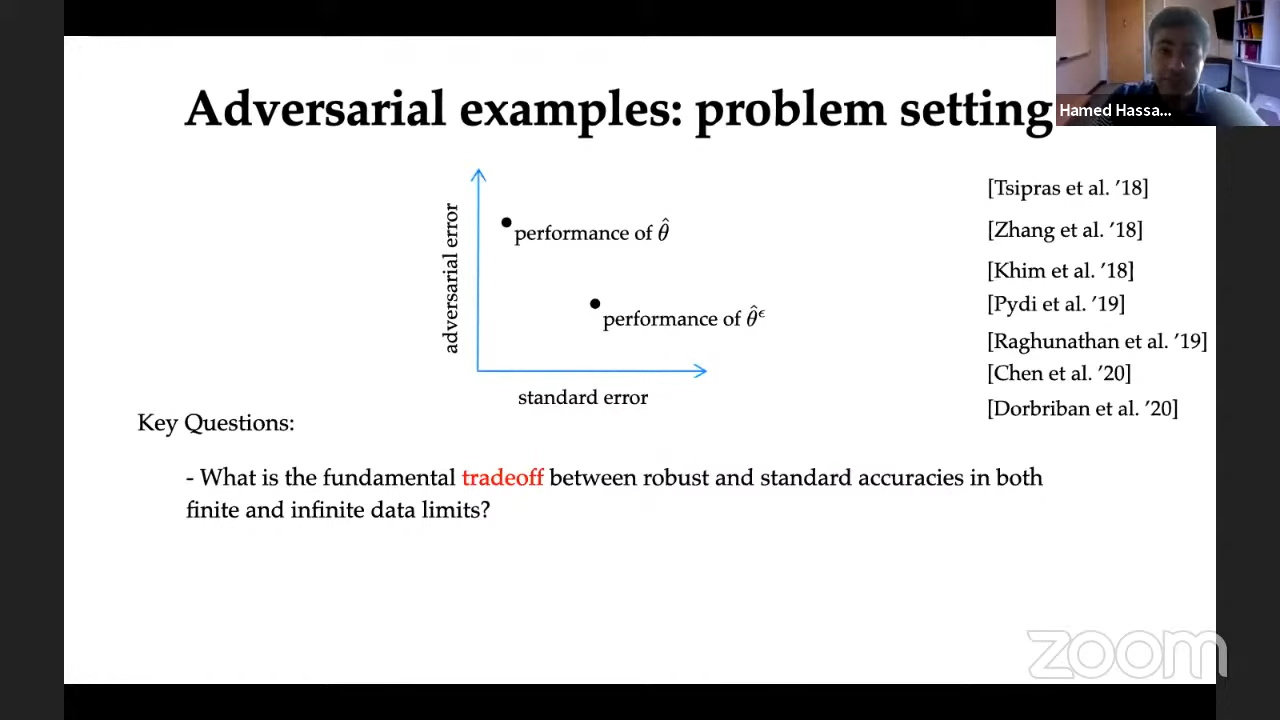 Adversarial examples: problem setting
Hamed Hassa...
adversarial error
performance of θ̂
performance of θ̂^ϵ
standard error
[Tsipras et al. ’18]
[Zhang et al. ’18]
[Khim et al. ’18]
[Pydi et al. ’19]
[Raghunathan et al. ’19]
[Chen et al. ’20]
[Dorbriban et al. ’20]
Key Questions:
- What is the fundamental tradeoff between robust and standard accuracies in both
finite and infinite data limits?
zoom